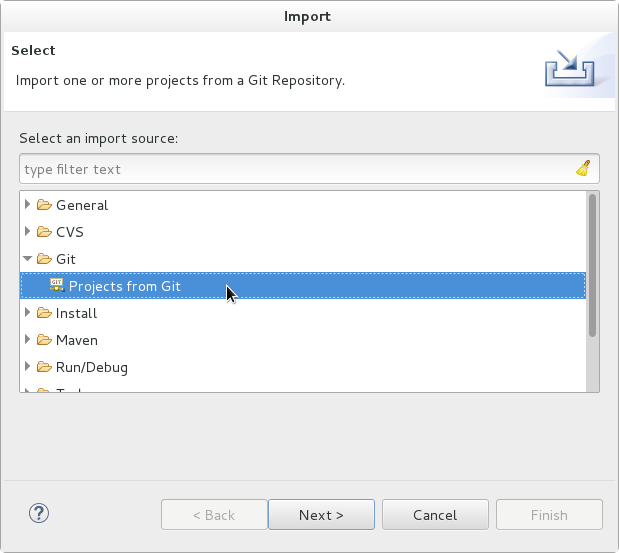 Import
Select
Import one or more projects from a Git Repository.
Select an import source:
type filter text
General
CVS
Git
GIT
Projects from Git
Install
Maven
Run/Debug
?
< Back
Next >
Cancel
Finish